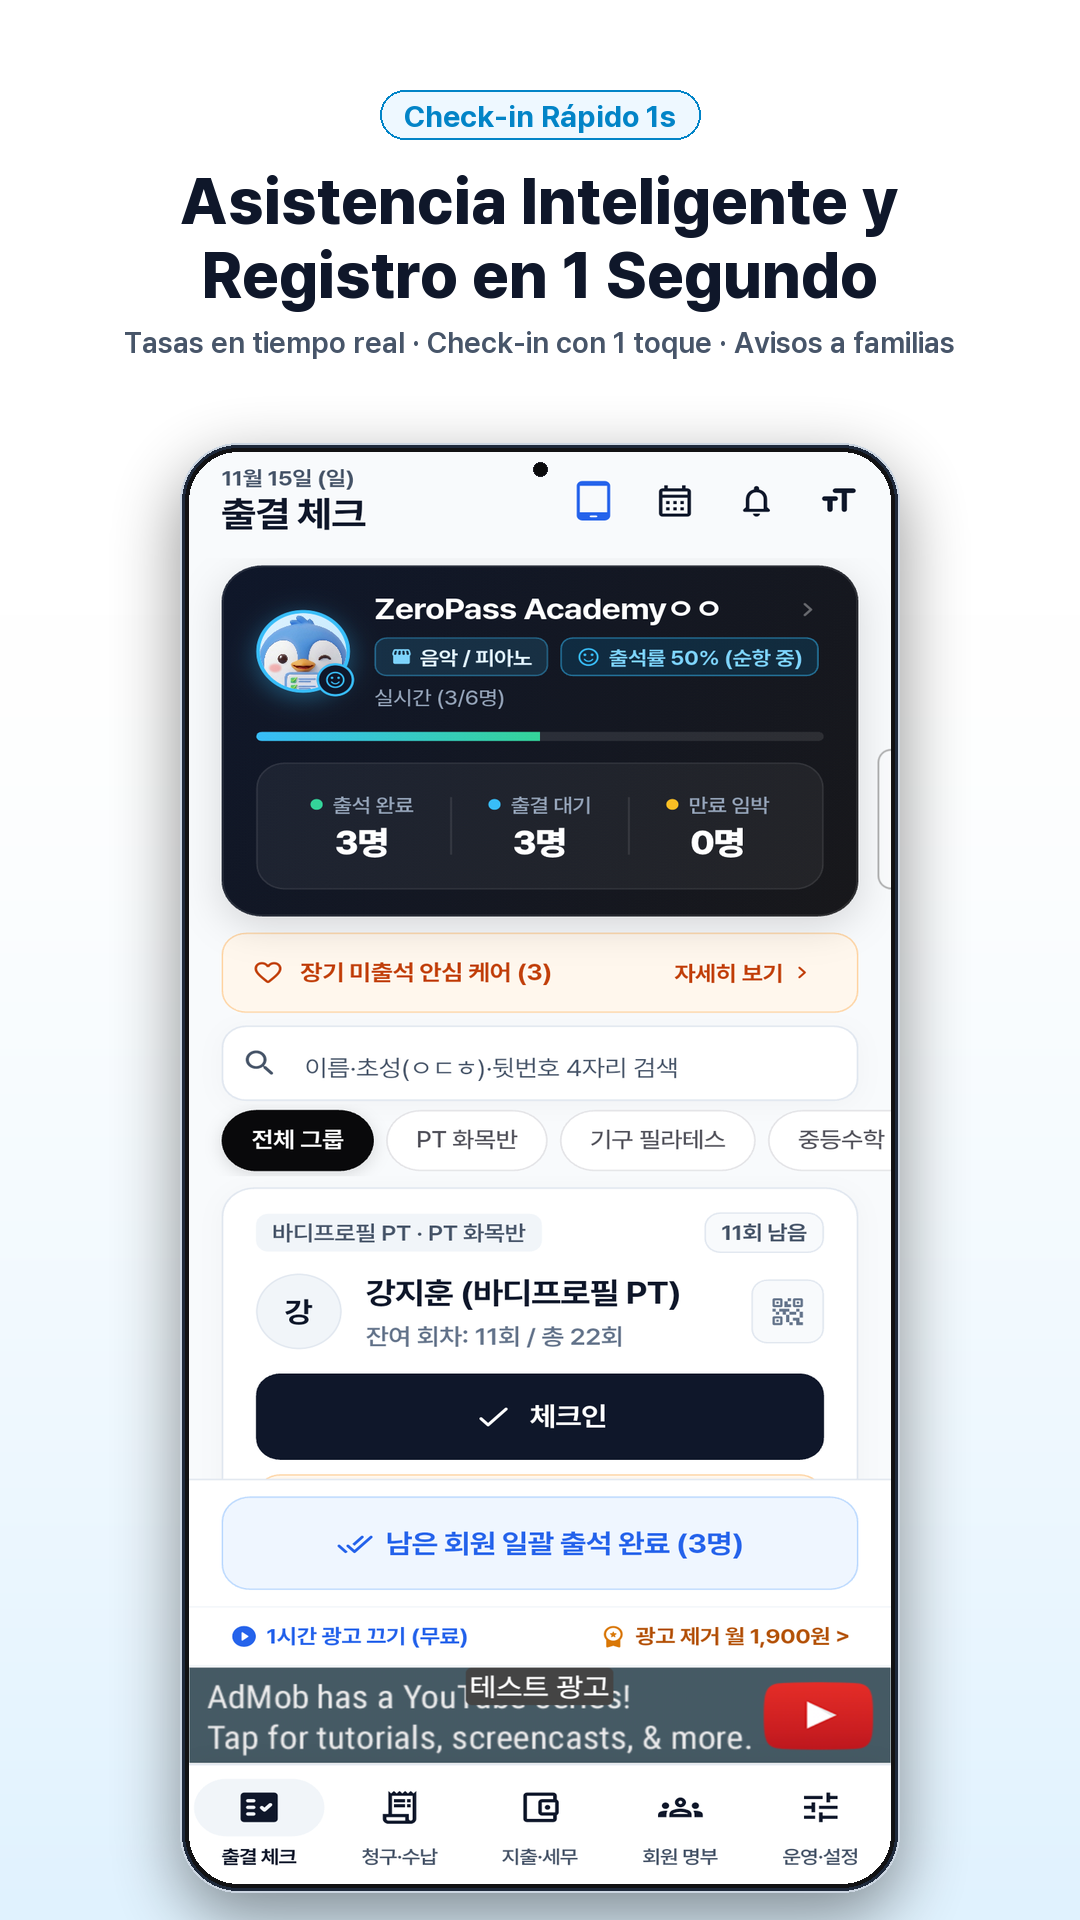 Check-in Rápido 1s
Asistencia Inteligente y
Registro en 1 Segundo
Tasas en tiempo real · Check-in con 1 toque · Avisos a familias
11월 15일 (일)
출결 체크
ZeroPass Academyㅇㅇ
음악 / 피아노
출석률 50% (순항 중)
실시간 (3/6명)
출석 완료
출결 대기
만료 임박
3명
3명
0명
장기 미출석 안심 케어 (3)
자세히 보기
이름·초성(ㅇㄷㅎ)·뒷번호 4자리 검색
전체 그룹
PT 화목반
기구 필라테스
중등수학
바디프로필 PT · PT 화목반
11회 남음
강
강지훈 (바디프로필 PT)
잔여 회차: 11회 / 총 22회
체크인
남은 회원 일괄 출석 완료 (3명)
1시간 광고 끄기 (무료)
광고 제거 월 1,900원 >
테스트 광고
AdMob has a YouTube series!
Tap for tutorials, screencasts, & more.
출결 체크
청구·수납
지출·세무
회원 명부
운영·설정